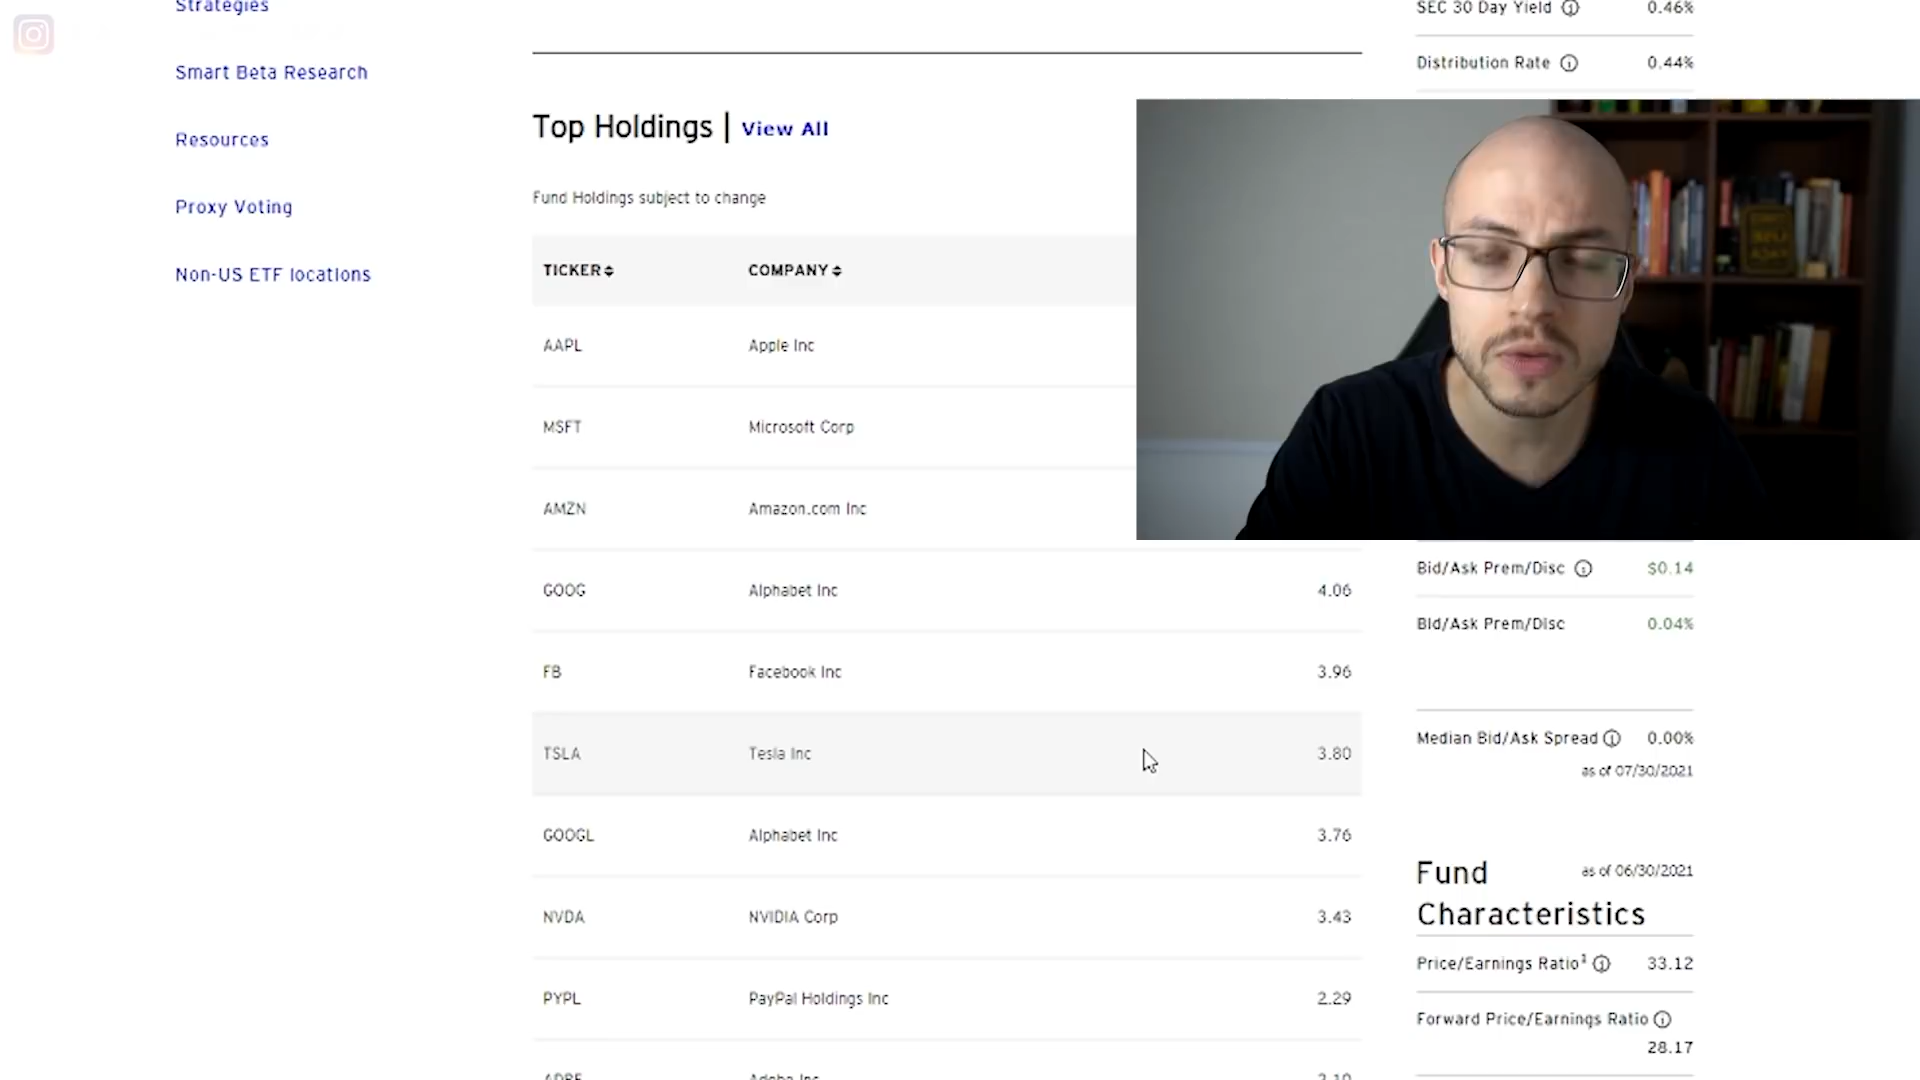 Strategies
Smart Beta Research
Resources
Proxy Voting
Non-US ETF locations
Top Holdings | View All
Fund Holdings subject to change
TICKER COMPANY
AAPL Apple Inc
MSFT Microsoft Corp
AMZN Amazon.com Inc
GOOG Alphabet Inc 4.06
FB Facebook Inc 3.96
TSLA Tesla Inc 3.80
GOOGL Alphabet Inc 3.76
NVDA NVIDIA Corp 3.43
PYPL PayPal Holdings Inc 2.29
SEC 30 Day Yield 0.46%
Distribution Rate 0.44%
Bid/Ask Prem/Disc $0.14
Bid/Ask Prem/Disc 0.04%
Median Bid/Ask Spread 0.00%
as of 07/30/2021
Fund as of 06/30/2021
Characteristics
Price/Earnings Ratio¹ 33.12
Forward Price/Earnings Ratio
28.17